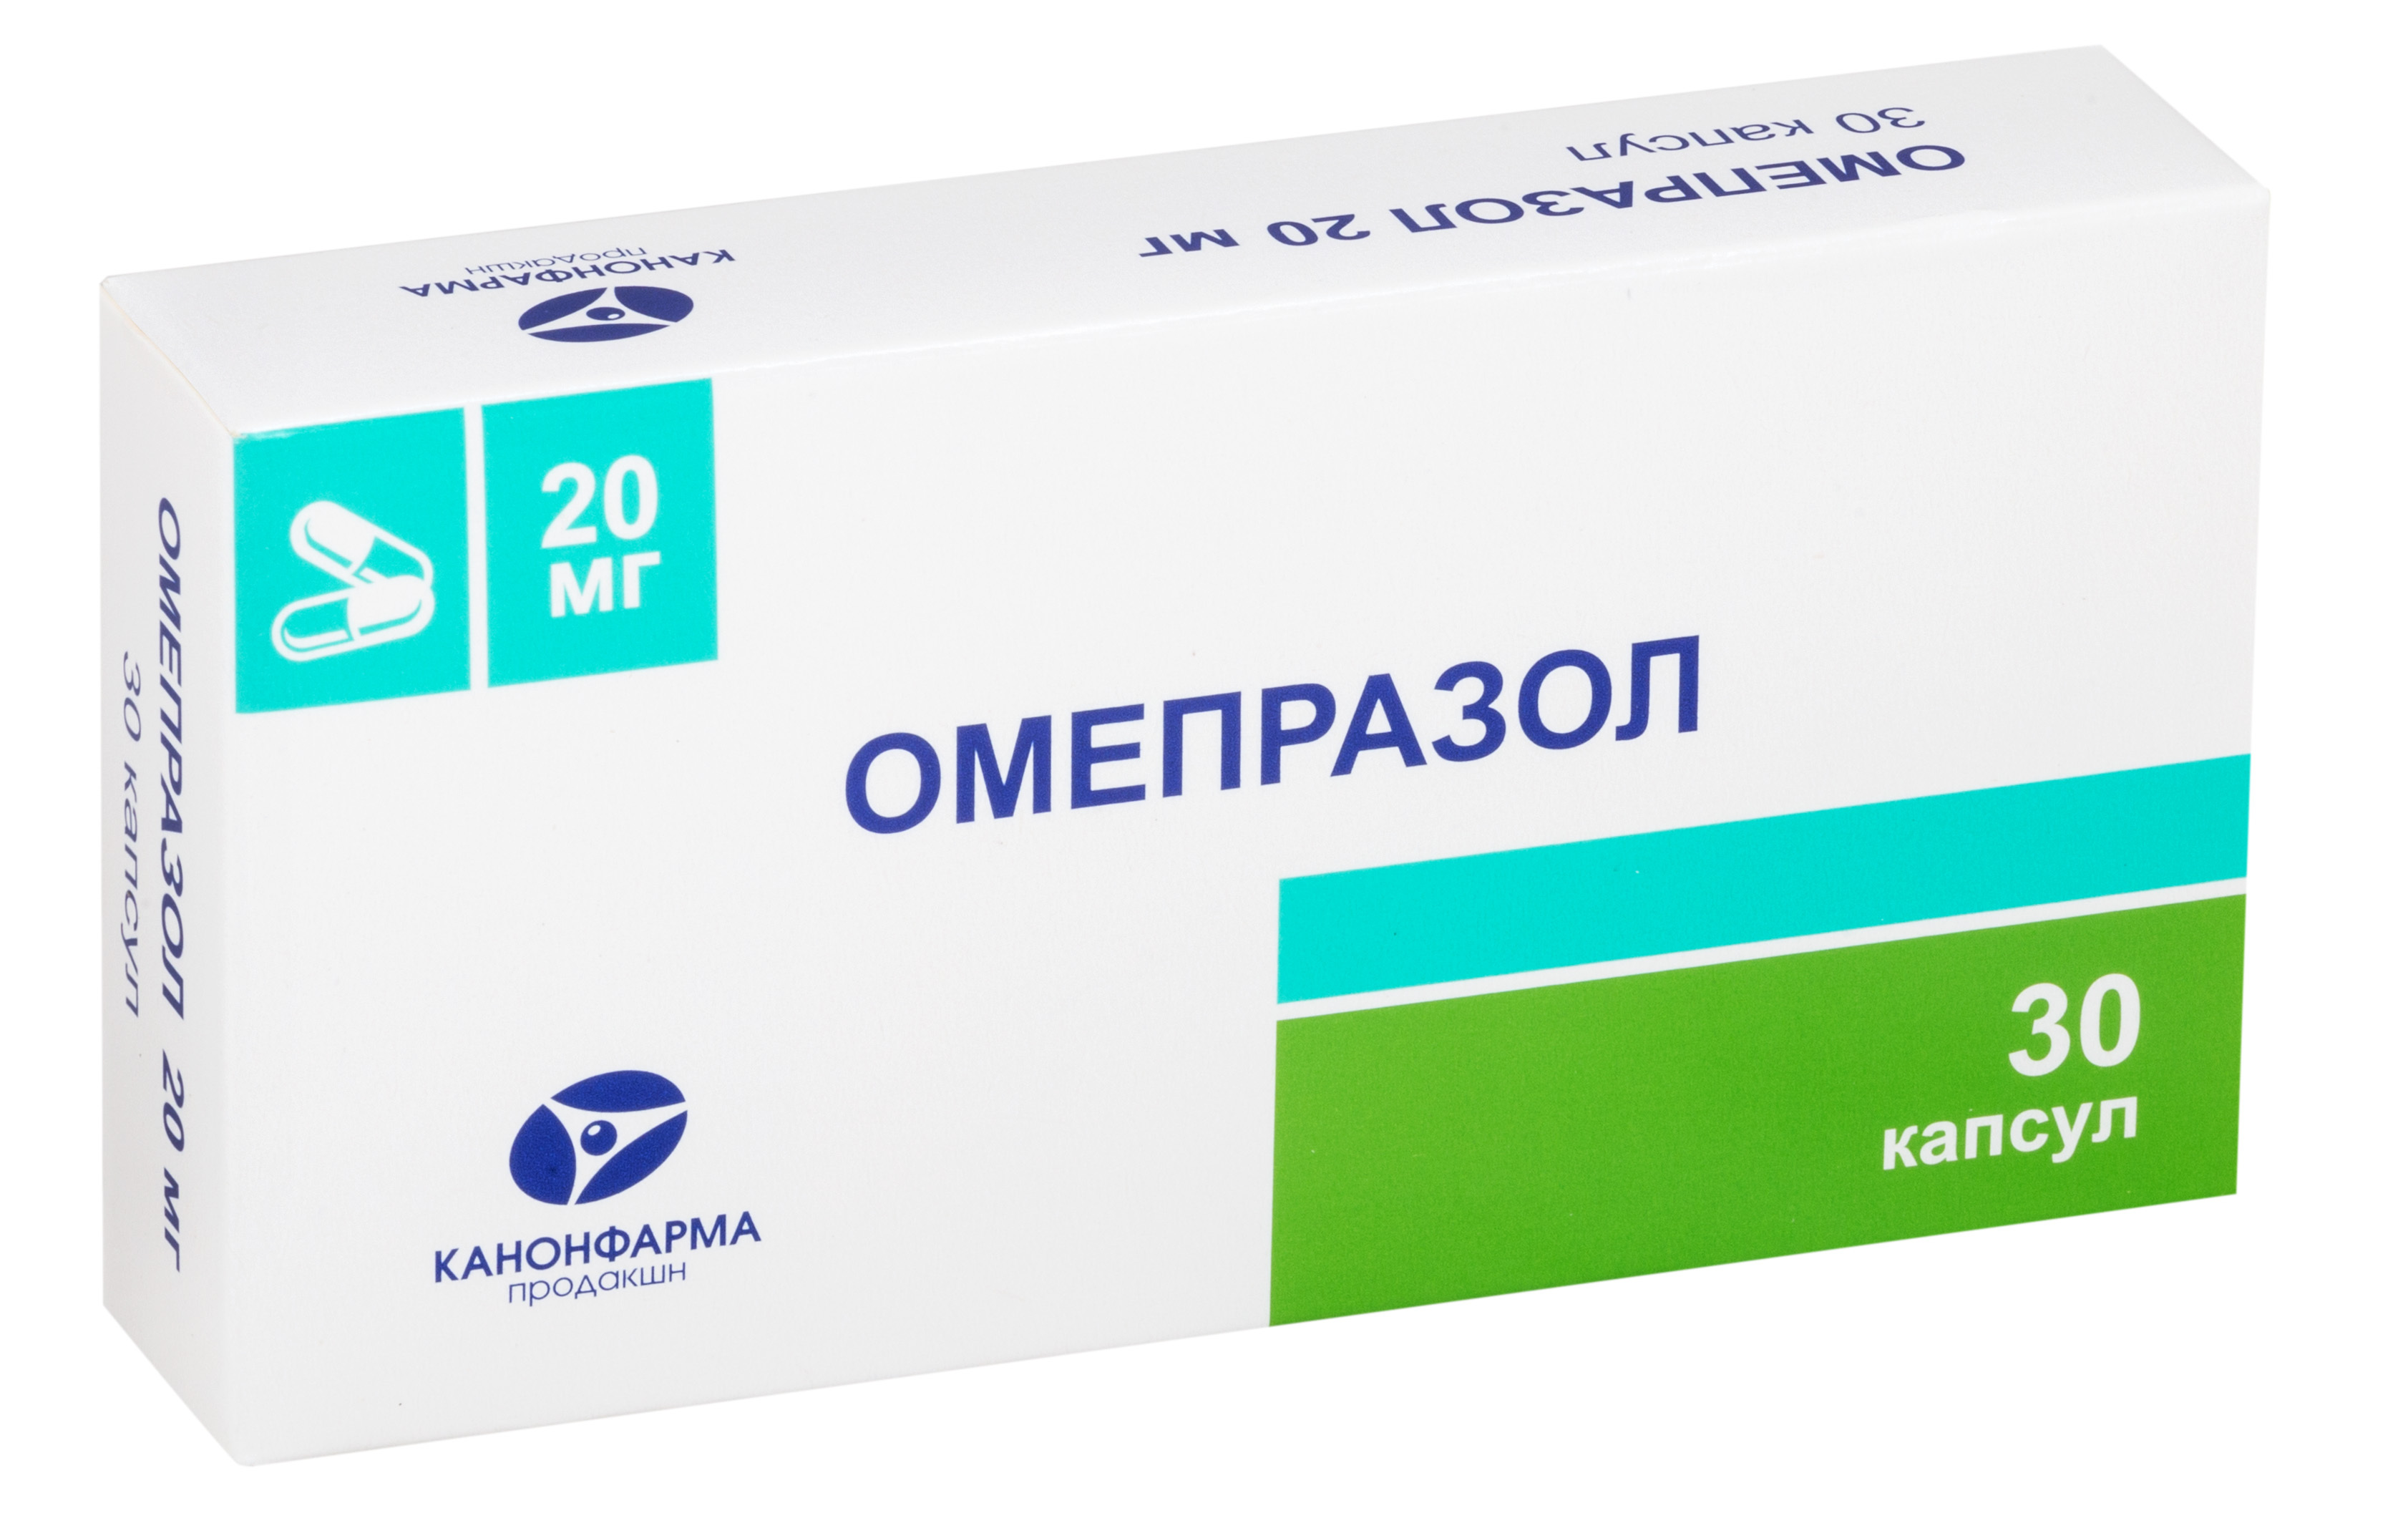 30 капсул
ОМЕПРАЗОЛ 20 мг
КАНОНФАРМА
продакшн
20
мг
ОМЕПРАЗОЛ
30
капсул
КАНОНФАРМА
продакшн
ОМЕПРАЗОЛ 20 мг
30 капсул